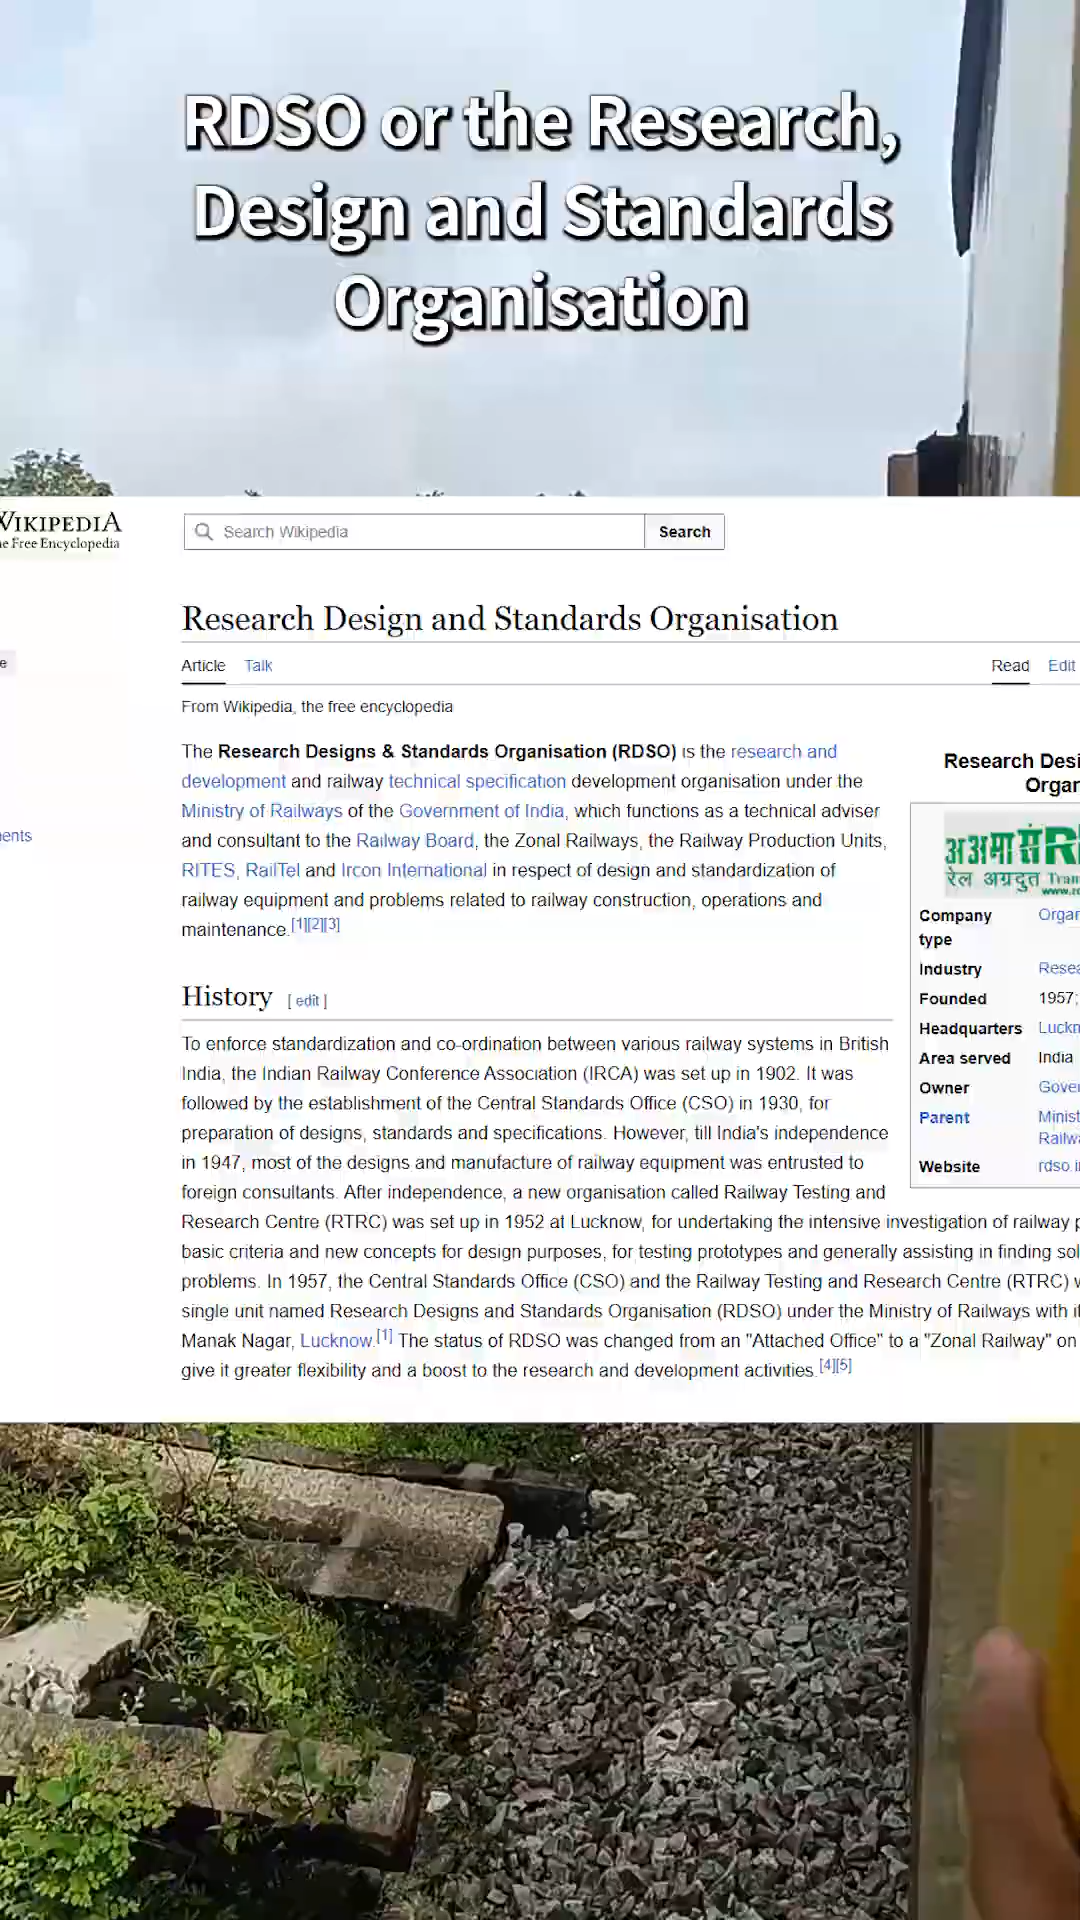 RDSO or the Research,
Design and Standards
Organisation
WIKIPEDIA
e Free Encyclopedia
Search Wikipedia
Search
Research Design and Standards Organisation
Article Talk
Read Edit
From Wikipedia, the free encyclopedia
The Research Designs & Standards Organisation (RDSO) is the research and
development and railway technical specification development organisation under the
Ministry of Railways of the Government of India, which functions as a technical adviser
and consultant to the Railway Board, the Zonal Railways, the Railway Production Units,
RITES, RailTel and Ircon International in respect of design and standardization of
railway equipment and problems related to railway construction, operations and
maintenance.[1][2][3]
Research Desi
Organ
अअमासंR
रेल अग्रदुत Tran
Company
type
Organ
Industry Resea
Founded 1957;
Headquarters Luckn
Area served India
Owner Gove
Parent Minist
Railwa
Website rdso.i
History [ edit ]
To enforce standardization and co-ordination between various railway systems in British
India, the Indian Railway Conference Association (IRCA) was set up in 1902. It was
followed by the establishment of the Central Standards Office (CSO) in 1930, for
preparation of designs, standards and specifications. However, till India's independence
in 1947, most of the designs and manufacture of railway equipment was entrusted to
foreign consultants. After independence, a new organisation called Railway Testing and
Research Centre (RTRC) was set up in 1952 at Lucknow, for undertaking the intensive investigation of railway p
basic criteria and new concepts for design purposes, for testing prototypes and generally assisting in finding sol
problems. In 1957, the Central Standards Office (CSO) and the Railway Testing and Research Centre (RTRC) w
single unit named Research Designs and Standards Organisation (RDSO) under the Ministry of Railways with i
Manak Nagar, Lucknow.[1] The status of RDSO was changed from an "Attached Office" to a "Zonal Railway" on
give it greater flexibility and a boost to the research and development activities.[4][5]